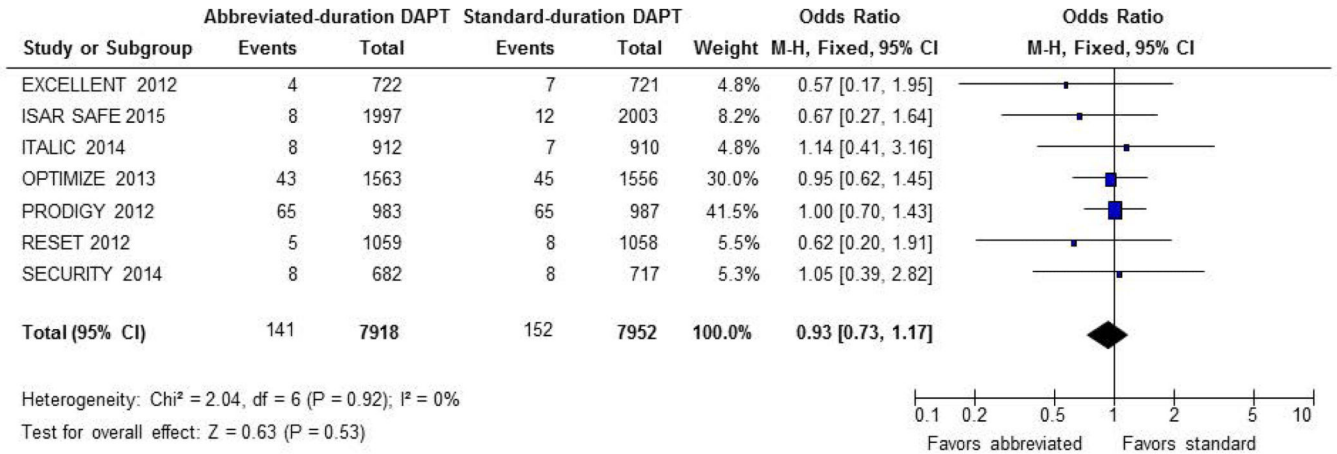 Abbreviated-duration DAPT Standard-duration DAPT Odds Ratio Odds Ratio
Study or Subgroup Events Total Events Total Weight M-H, Fixed, 95% CI M-H, Fixed, 95% CI
EXCELLENT 2012 4 722 7 721 4.8% 0.57 [0.17, 1.95]
ISAR SAFE 2015 8 1997 12 2003 8.2% 0.67 [0.27, 1.64]
ITALIC 2014 8 912 7 910 4.8% 1.14 [0.41, 3.16]
OPTIMIZE 2013 43 1563 45 1556 30.0% 0.95 [0.62, 1.45]
PRODIGY 2012 65 983 65 987 41.5% 1.00 [0.70, 1.43]
RESET 2012 5 1059 8 1058 5.5% 0.62 [0.20, 1.91]
SECURITY 2014 8 682 8 717 5.3% 1.05 [0.39, 2.82]
Total (95% CI) 141 7918 152 7952 100.0% 0.93 [0.73, 1.17]
Heterogeneity: Chi² = 2.04, df = 6 (P = 0.92); I² = 0%
Test for overall effect: Z = 0.63 (P = 0.53)
0.1 0.2 0.5 1 2 5 10
Favors abbreviated Favors standard